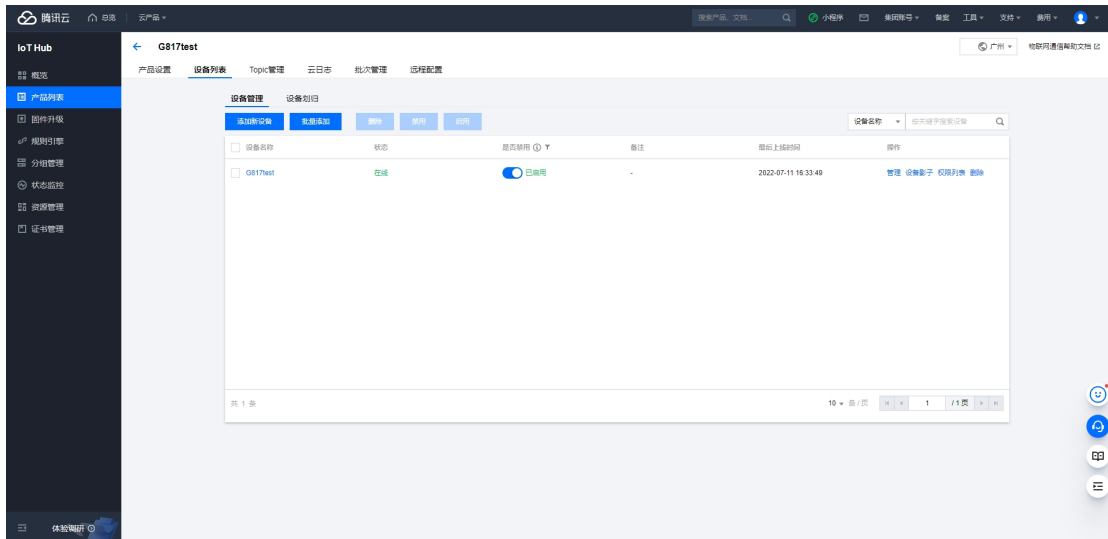 腾讯云 总览 云产品 搜索产品、文档... 小程序 集团账号 备案 工具 支持 费用
IoT Hub
G817test
广州 物联网通信帮助文档
产品设置 设备列表 Topic管理 云日志 批次管理 远程配置
概览
产品列表
固件升级
规则引擎
分组管理
状态监控
资源管理
证书管理
设备管理 设备划归
添加新设备 批量添加 删除 禁用 启用 设备名称 按关键字搜索设备
设备名称 状态 是否禁用 备注 最后上线时间 操作
G817test 在线 已启用 - 2022-07-11 16:33:49 管理 设备影子 权限列表 删除
共 1 条 10 条 / 页 1 / 1 页
体验调研